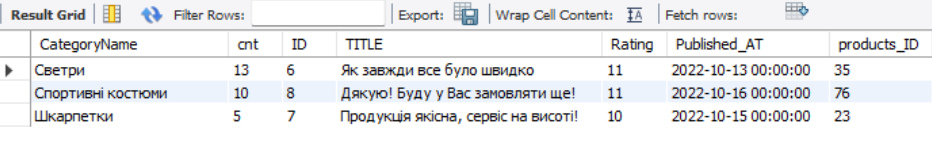 Result Grid Filter Rows: Export: Wrap Cell Content: IA Fetch rows:
CategoryName cnt ID TITLE Rating Published_AT products_ID
Светри 13 6 Як завжди все було швидко 11 2022-10-13 00:00:00 35
Спортивні костюми 10 8 Дякую! Буду у Вас замовляти ще! 11 2022-10-16 00:00:00 76
Шкарпетки 5 7 Продукція якісна, сервіс на висоті! 10 2022-10-15 00:00:00 23